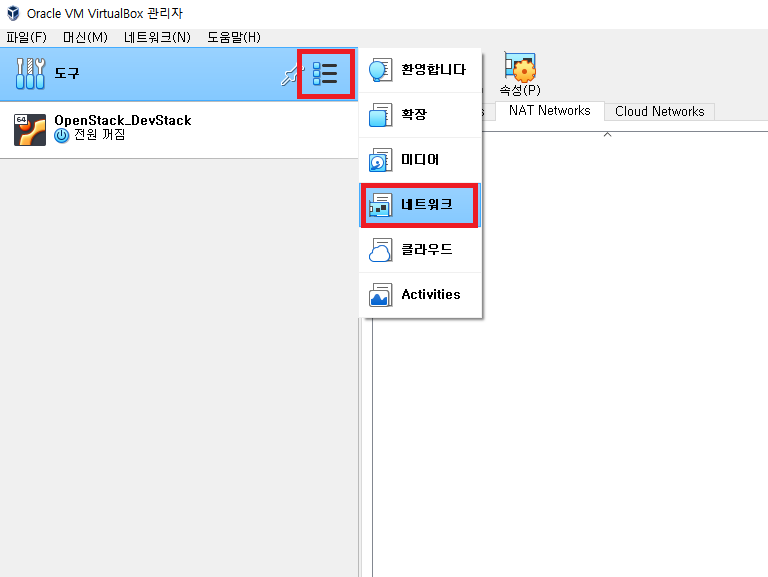 Oracle VM VirtualBox 관리자
파일(F) 머신(M) 네트워크(N) 도움말(H)
도구
64
OpenStack_DevStack
전원 꺼짐
환영합니다
확장
미디어
네트워크
클라우드
Activities
속성(P)
s NAT Networks Cloud Networks